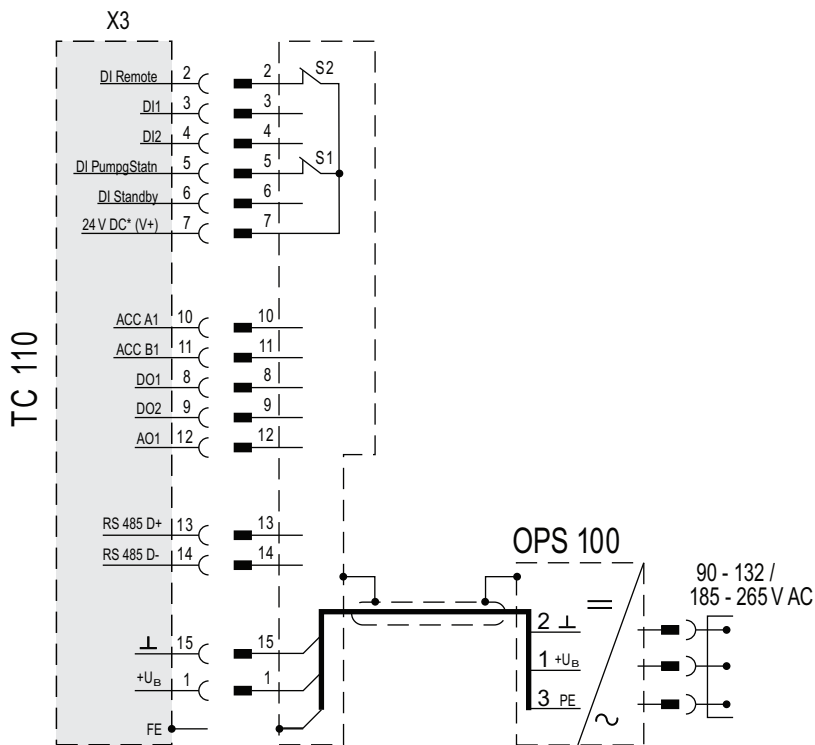 X3
DI Remote 2 2 S2
DI1 3 3
DI2 4 4
DI PumpgStatn 5 5 S1
DI Standby 6 6
24 V DC* (V+) 7 7
ACC A1 10 10
ACC B1 11 11
DO1 8 8
DO2 9 9
AO1 12 12
TC 110
RS 485 D+ 13 13
RS 485 D- 14 14
OPS 100
90 - 132 /
185 - 265 V AC
⊥ 15 15
+UB 1 1
FE
2 ⊥
1 +UB
3 PE